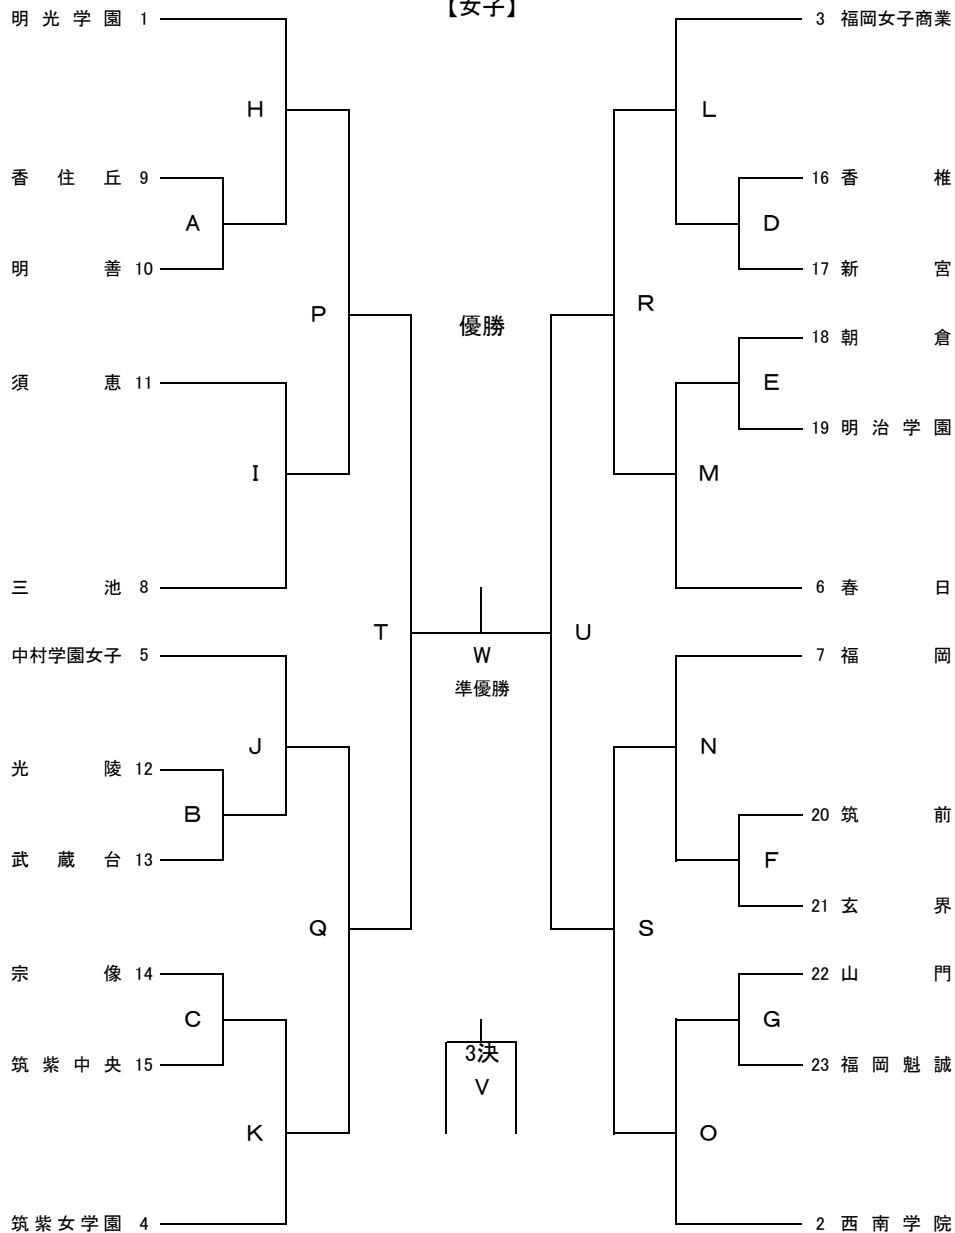 【女子】
明光学園 1
H
香住丘 9
A
明善 10
P
須恵 11
I
三池 8
T
中村学園女子 5
J
光陵 12
B
武蔵台 13
Q
宗像 14
C
筑紫中央 15
K
筑紫女学園 4
優勝
W
準優勝
3決
V
3 福岡女子商業
L
16 香椎
D
17 新宮
R
18 朝倉
E
19 明治学園
M
6 春日
U
7 福岡
N
20 筑前
F
21 玄界
S
22 山門
G
23 福岡魁誠
O
2 西南学院